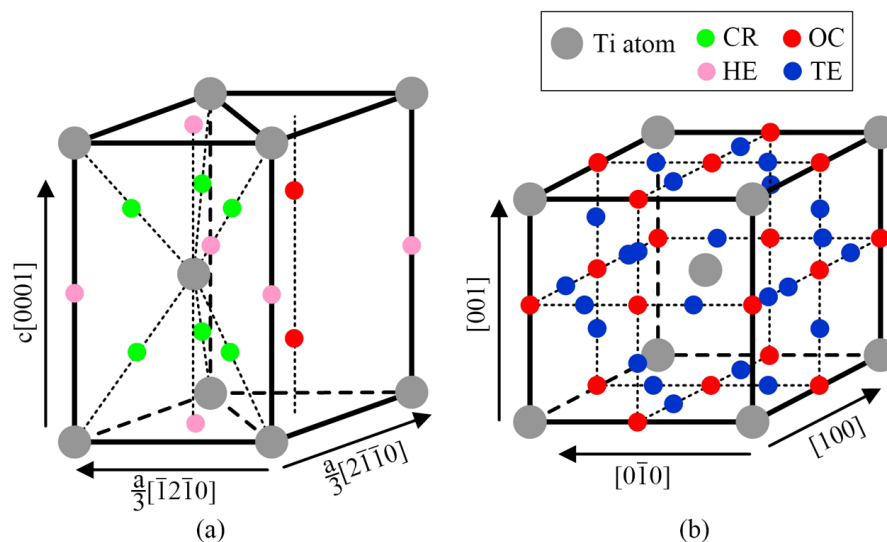 Ti atom CR OC
HE TE
c[0001]
a/3[1̄21̄0]
a/3[21̄1̄0]
(a)
[001]
[01̄0]
[100]
(b)